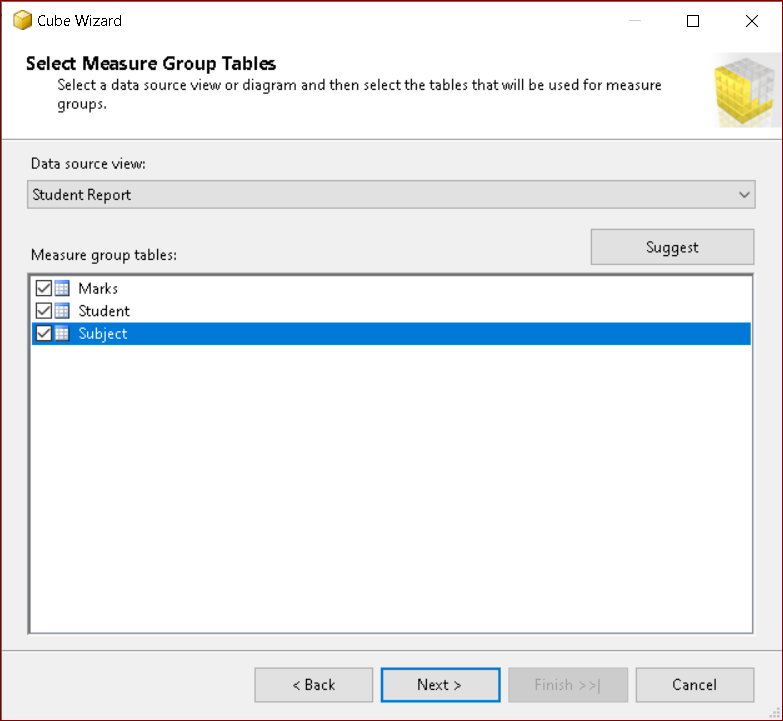 Cube Wizard
Select Measure Group Tables
Select a data source view or diagram and then select the tables that will be used for measure
groups.
Data source view:
Student Report
Suggest
Measure group tables:
Marks
Student
Subject
< Back
Next >
Finish >>|
Cancel